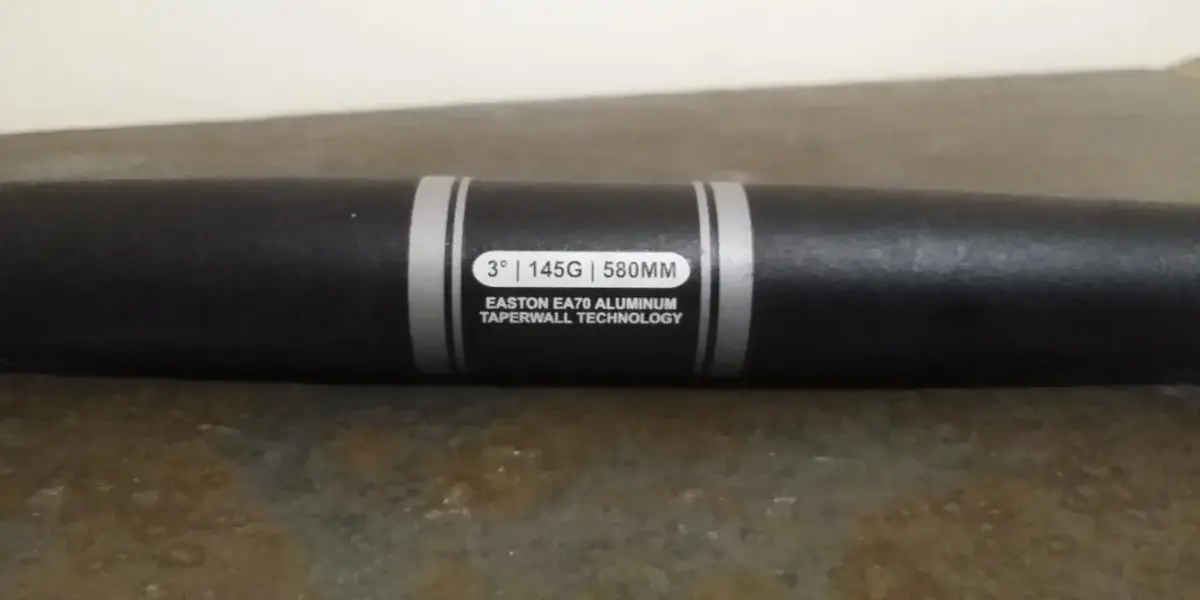 3° | 145G | 580MM
EASTON EA70 ALUMINUM
TAPERWALL TECHNOLOGY